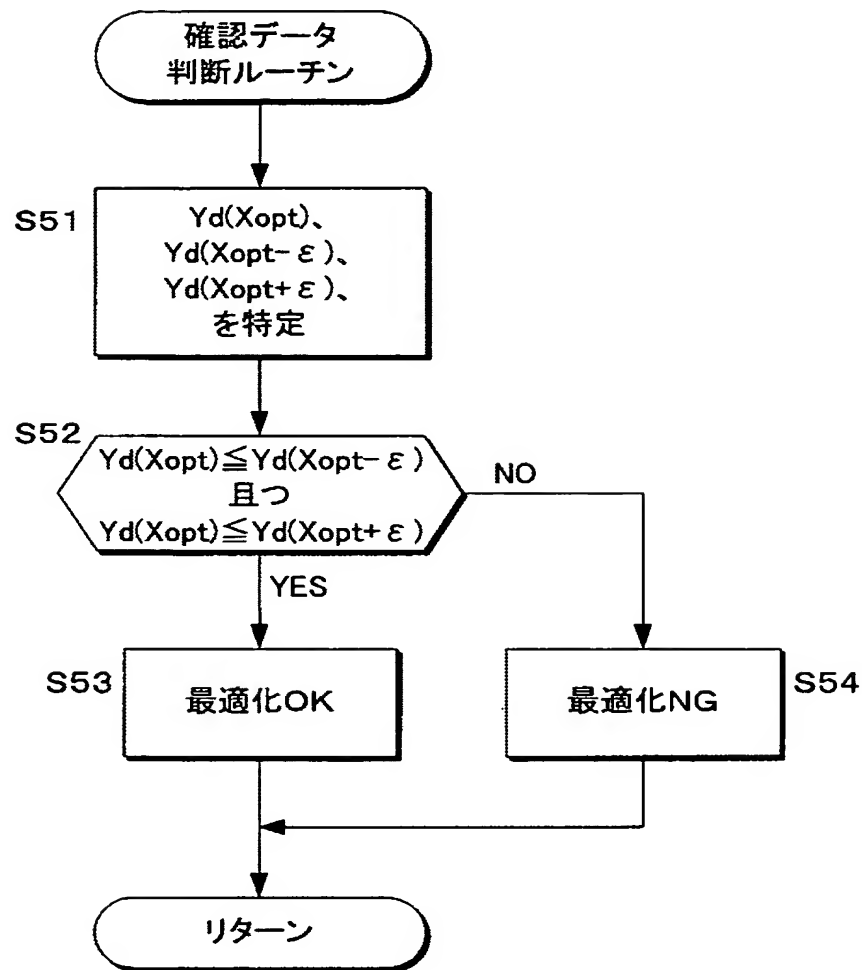 確認データ
判断ルーチン
S51
Yd(Xopt)、
Yd(Xopt-ε)、
Yd(Xopt+ε)、
を特定
S52
Yd(Xopt)≦Yd(Xopt-ε)
且つ
Yd(Xopt)≦Yd(Xopt+ε)
NO
YES
S53
最適化OK
最適化NG
S54
リターン